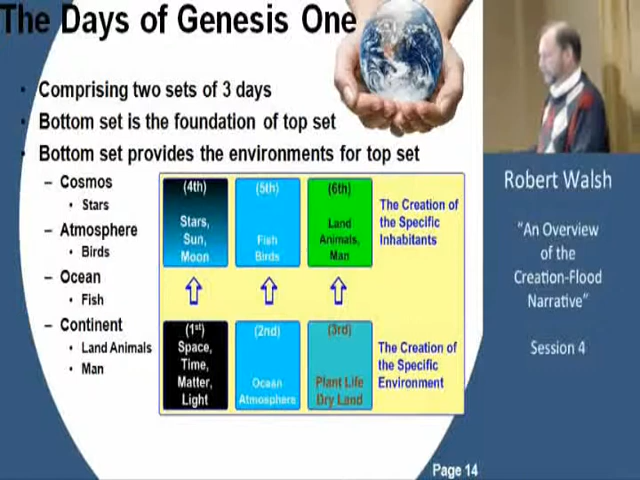 The Days of Genesis One
• Comprising two sets of 3 days
• Bottom set is the foundation of top set
• Bottom set provides the environments for top set
– Cosmos
• Stars
– Atmosphere
• Birds
– Ocean
• Fish
– Continent
• Land Animals
• Man
(4th)
Stars,
Sun,
Moon
(5th)
Fish
Birds
(6th)
Land
Animals,
Man
The Creation of
the Specific
Inhabitants
(1st)
Space,
Time,
Matter,
Light
(2nd)
Ocean
Atmosphere
(3rd)
Plant Life
Dry Land
The Creation of
the Specific
Environment
Page 14
Robert Walsh
“An Overview
of the
Creation-Flood
Narrative”
Session 4